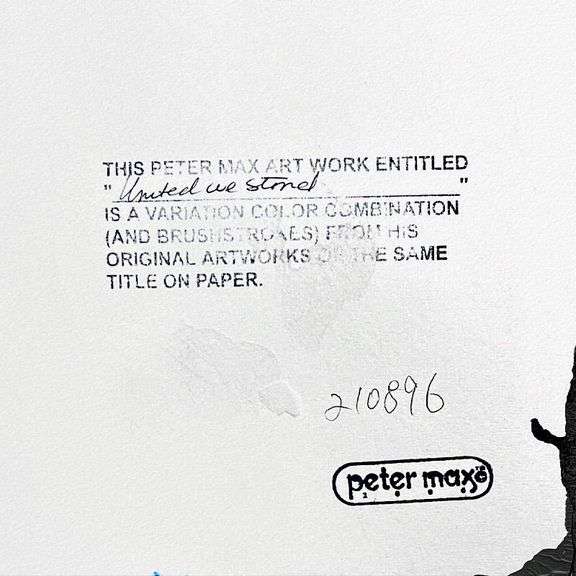 THIS PETER MAX ART WORK ENTITLED
"United we Stand"
IS A VARIATION COLOR COMBINATION
(AND BRUSHSTROKES) FROM HIS
ORIGINAL ARTWORKS OF THE SAME
TITLE ON PAPER.
210896
peter max